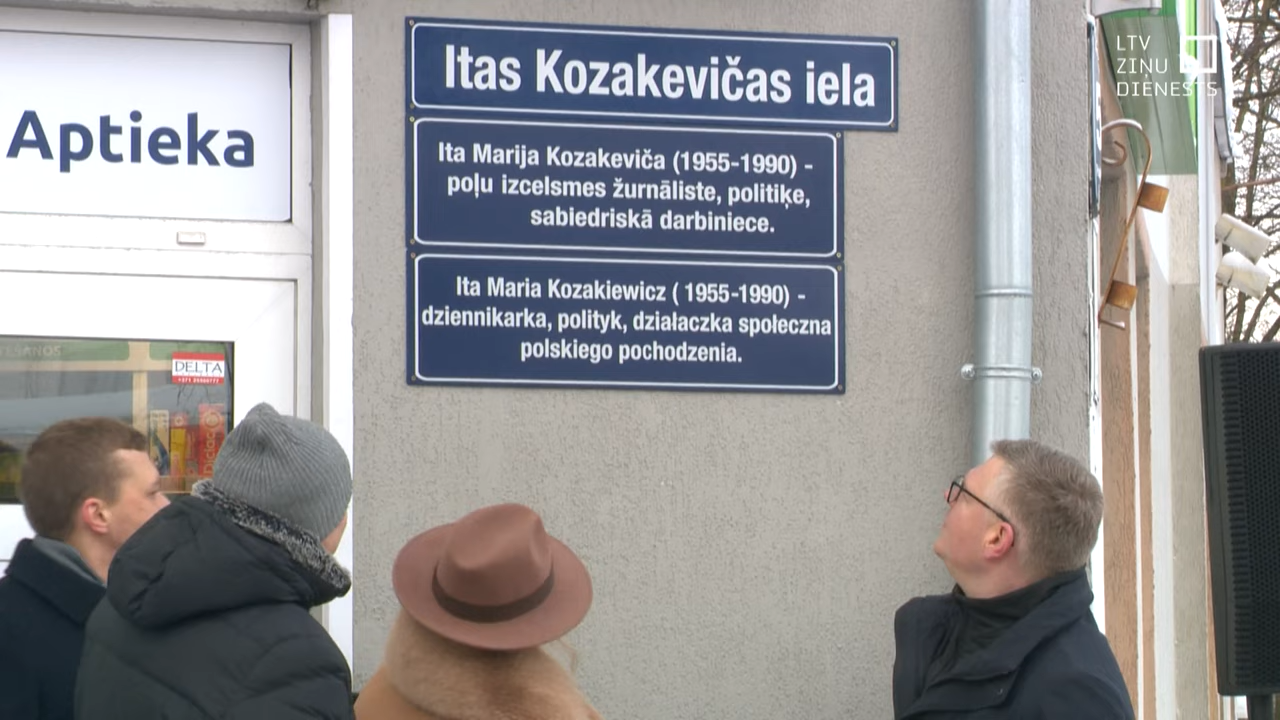 Aptieka
Itas Kozakevičas iela
Ita Marija Kozakeviča (1955-1990) -
poļu izcelsmes žurnāliste, politiķe,
sabiedriskā darbiniece.
Ita Maria Kozakiewicz ( 1955-1990) -
dziennikarka, polityk, działaczka społeczna
polskiego pochodzenia.
LTV
ZIŅU
DIENESTS
DELTA